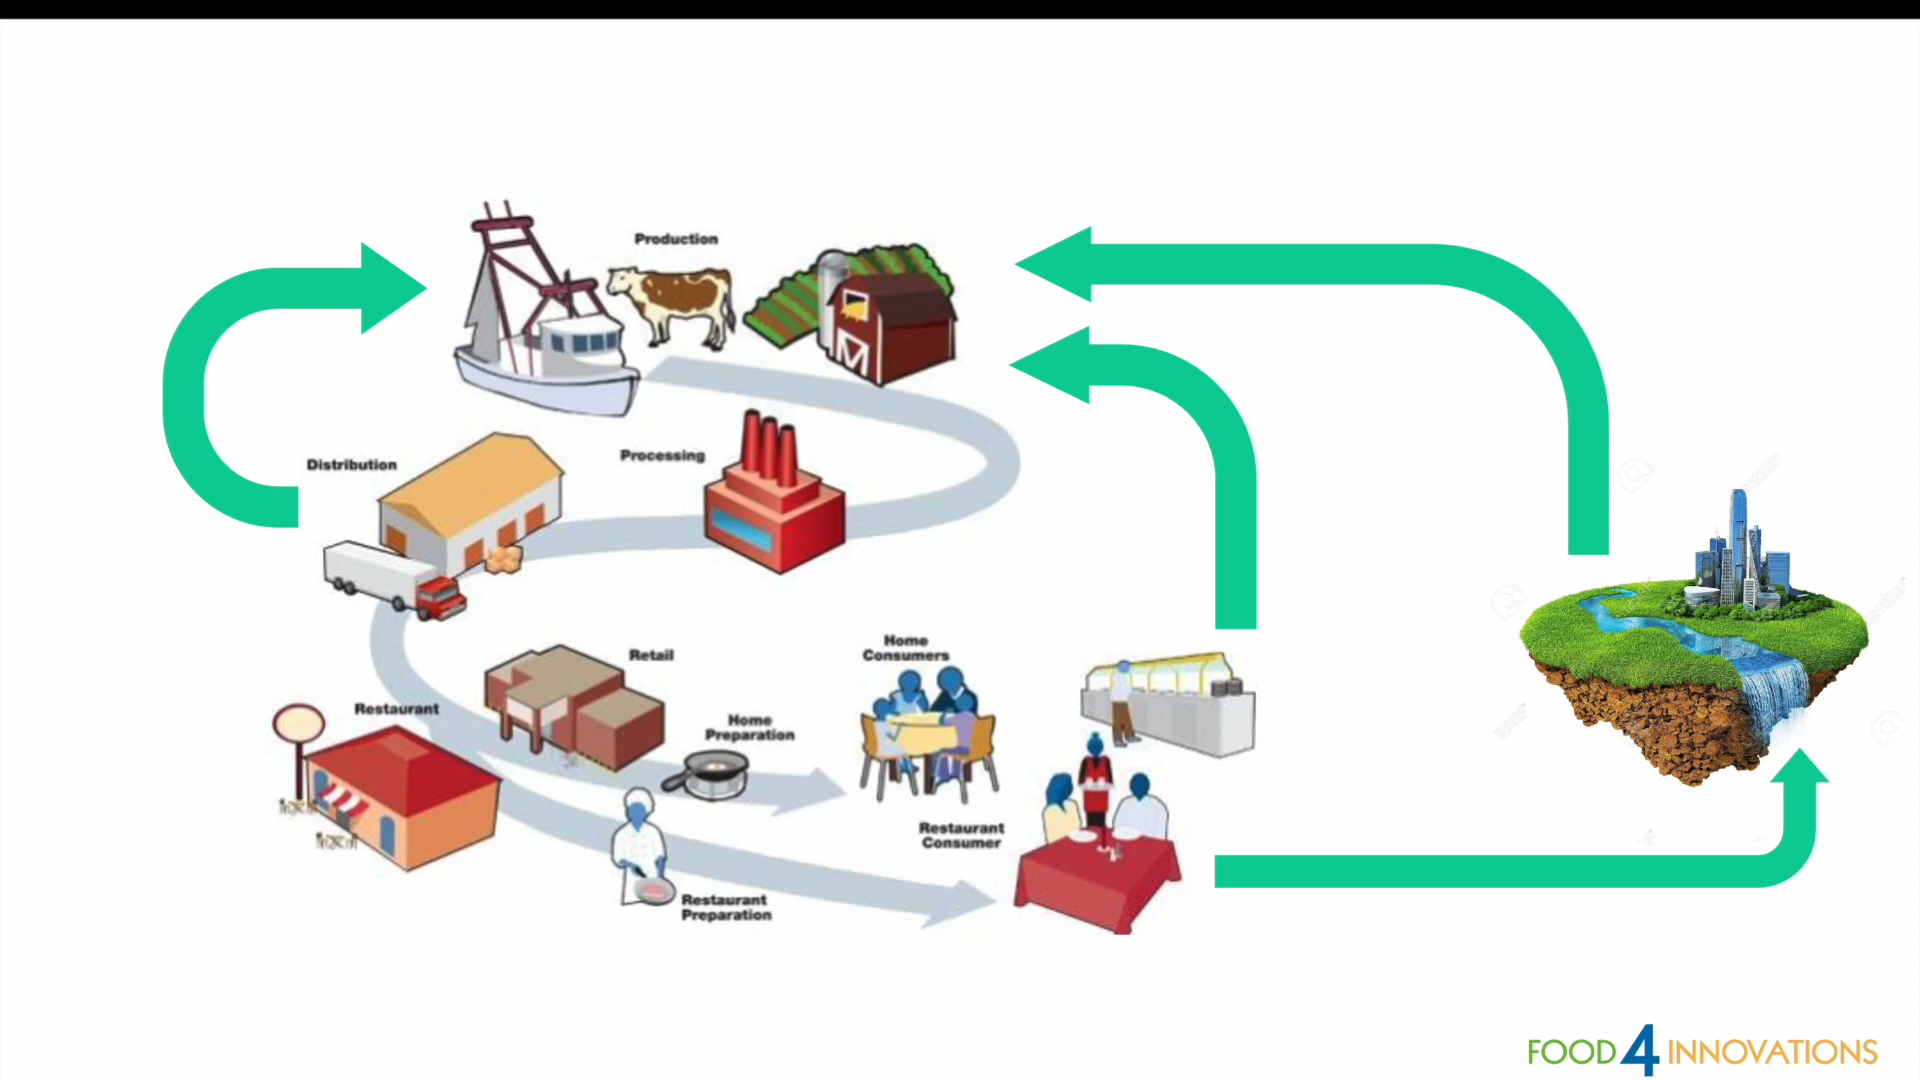 Production
Distribution
Processing
Retail
Home
Consumers
Restaurant
Home
Preparation
Restaurant
Consumer
Restaurant
Preparation
FOOD4INNOVATIONS